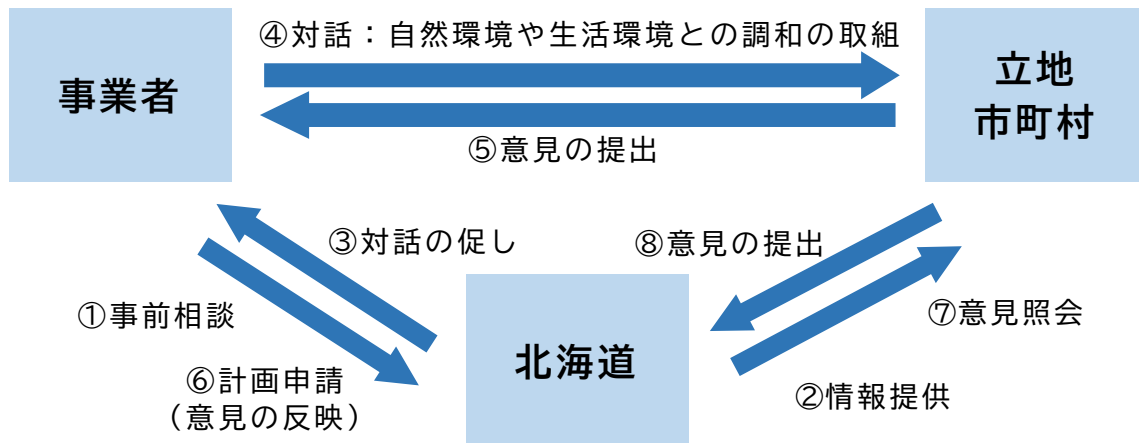 ④対話：自然環境や生活環境との調和の取組
事業者
立地
市町村
⑤意見の提出
③対話の促し
⑧意見の提出
①事前相談
⑦意見照会
北海道
⑥計画申請
（意見の反映）
②情報提供